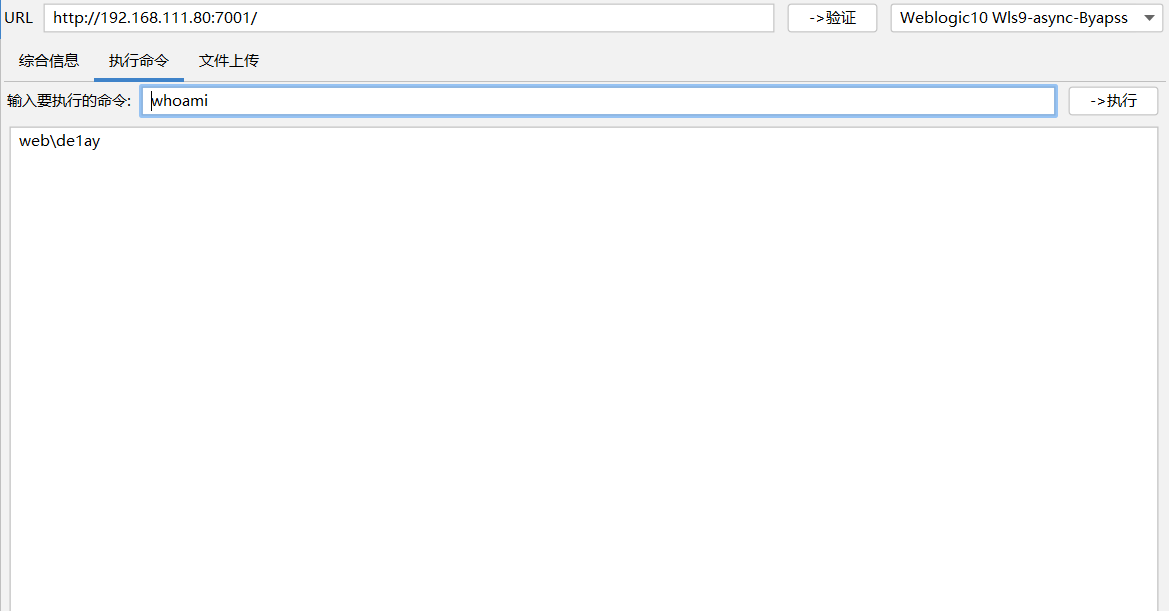 URL http://192.168.111.80:7001/ ->验证 Weblogic10 Wls9-async-Byapss
综合信息 执行命令 文件上传
输入要执行的命令: whoami ->执行
web\de1ay